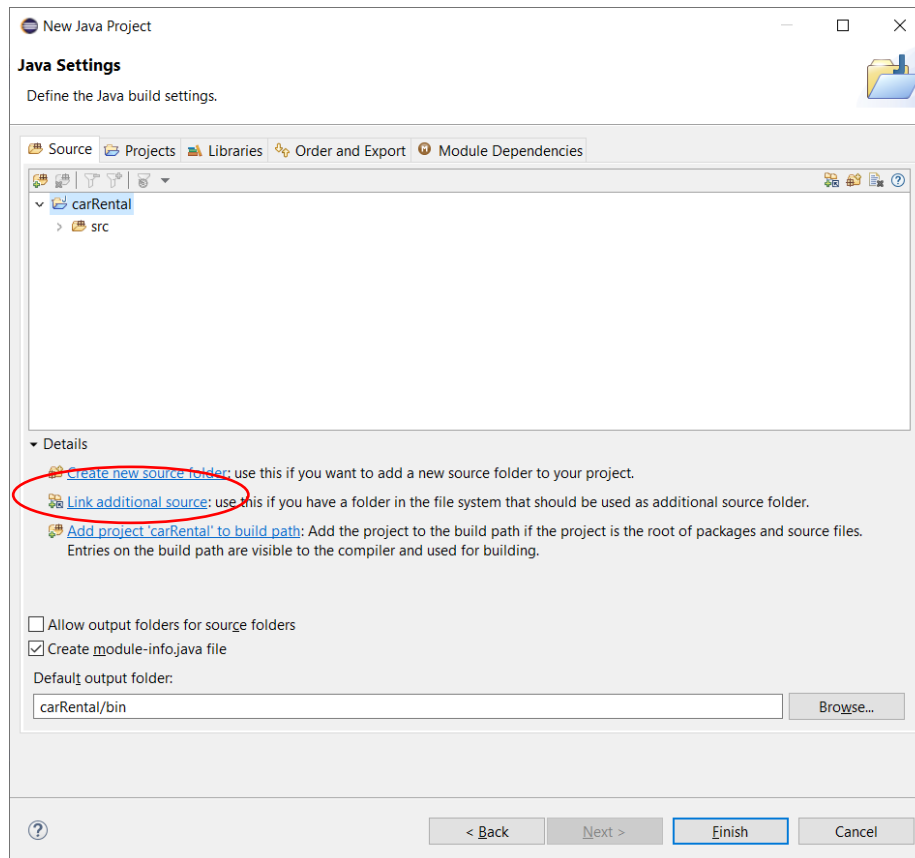 New Java Project
Java Settings
Define the Java build settings.
Source Projects Libraries Order and Export Module Dependencies
carRental
src
Details
Create new source folder: use this if you want to add a new source folder to your project.
Link additional source: use this if you have a folder in the file system that should be used as additional source folder.
Add project 'carRental' to build path: Add the project to the build path if the project is the root of packages and source files.
Entries on the build path are visible to the compiler and used for building.
Allow output folders for source folders
Create module-info.java file
Default output folder:
carRental/bin
Browse...
< Back
Next >
Finish
Cancel